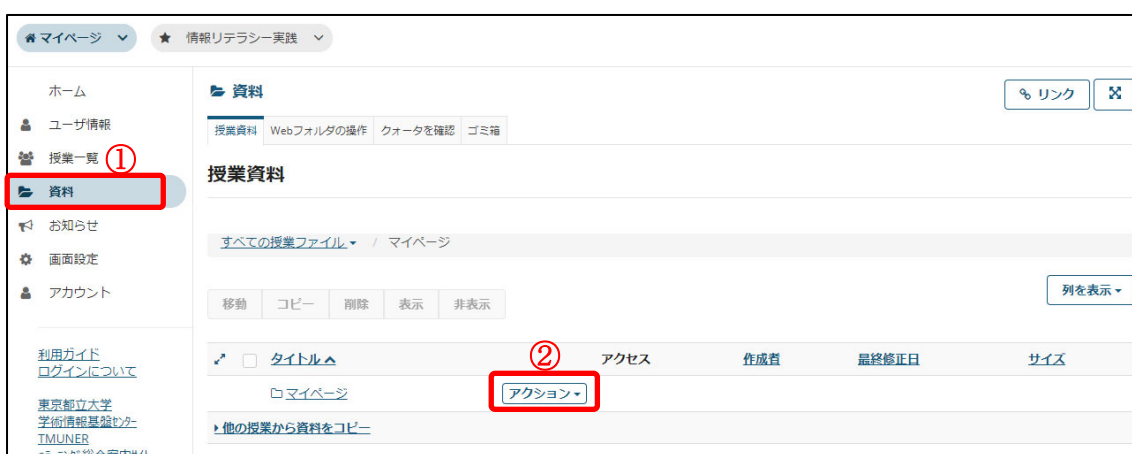 マイページ ★ 情報リテラシー実践
ホーム
ユーザ情報
授業一覧 ①
資料
お知らせ
画面設定
アカウント
利用ガイド
ログインについて
東京都立大学
学術情報基盤センター
TMUNER
資料
リンク
授業資料 Webフォルダの操作 クォータを確認 ゴミ箱
授業資料
すべての授業ファイル / マイページ
移動 コピー 削除 表示 非表示
列を表示
②
タイトル アクセス 作成者 最終修正日 サイズ
マイページ アクション
他の授業から資料をコピー